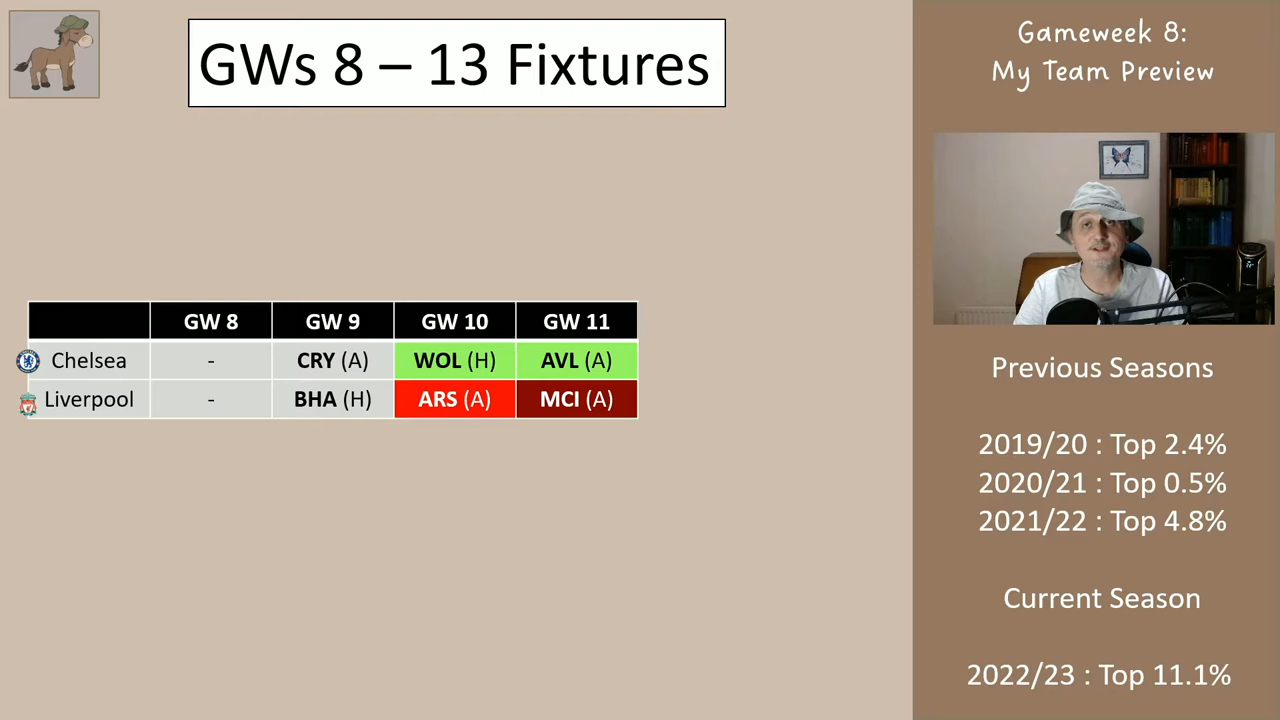 GWs 8 – 13 Fixtures
GW 8 GW 9 GW 10 GW 11
Chelsea - CRY (A) WOL (H) AVL (A)
Liverpool - BHA (H) ARS (A) MCI (A)
Gameweek 8:
My Team Preview
Previous Seasons
2019/20 : Top 2.4%
2020/21 : Top 0.5%
2021/22 : Top 4.8%
Current Season
2022/23 : Top 11.1%